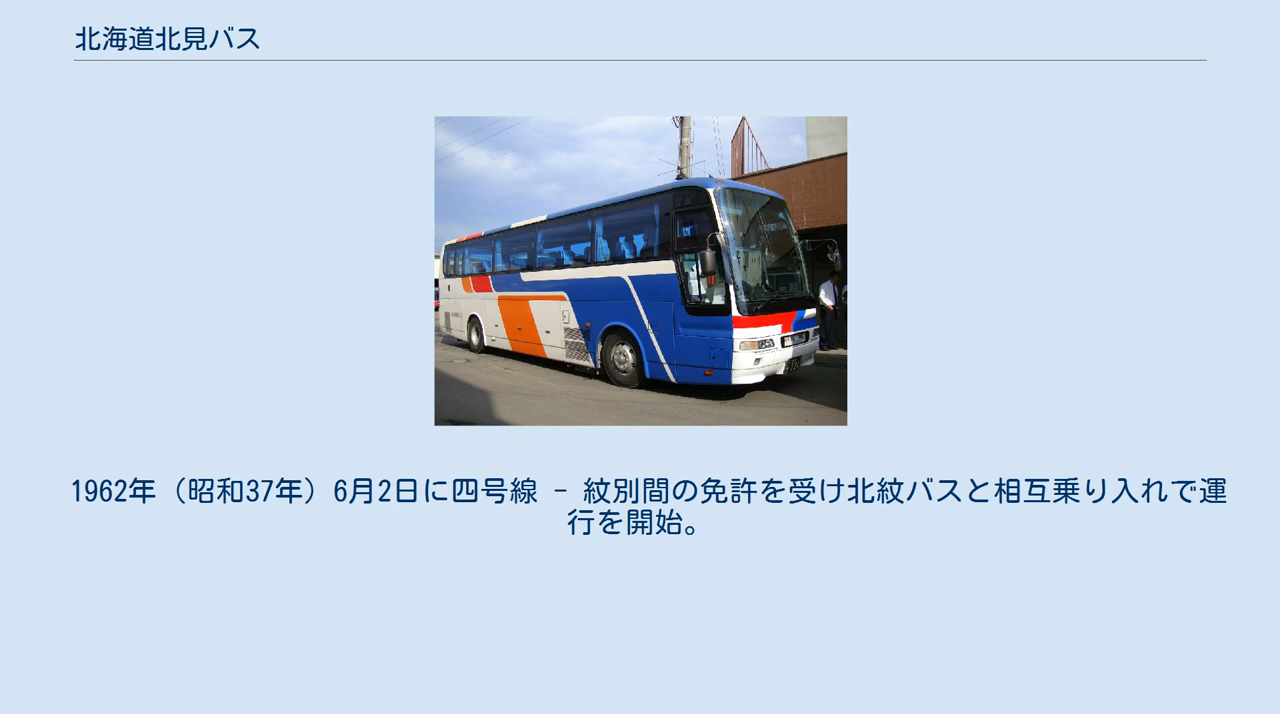 北海道北見バス
1962年（昭和37年）6月2日に四号線 - 紋別間の免許を受け北紋バスと相互乗り入れで運
行を開始。